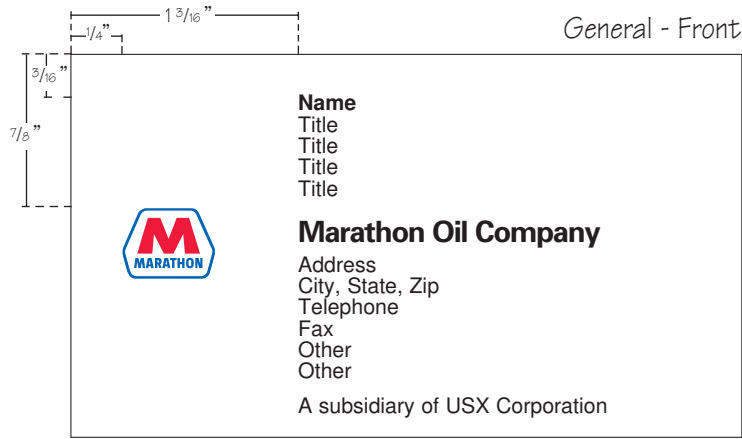 1 3/16”
General - Front
1/4”
3/16”
7/8”
Name
Title
Title
Title
Title
Marathon Oil Company
M
MARATHON
Address
City, State, Zip
Telephone
Fax
Other
Other
A subsidiary of USX Corporation